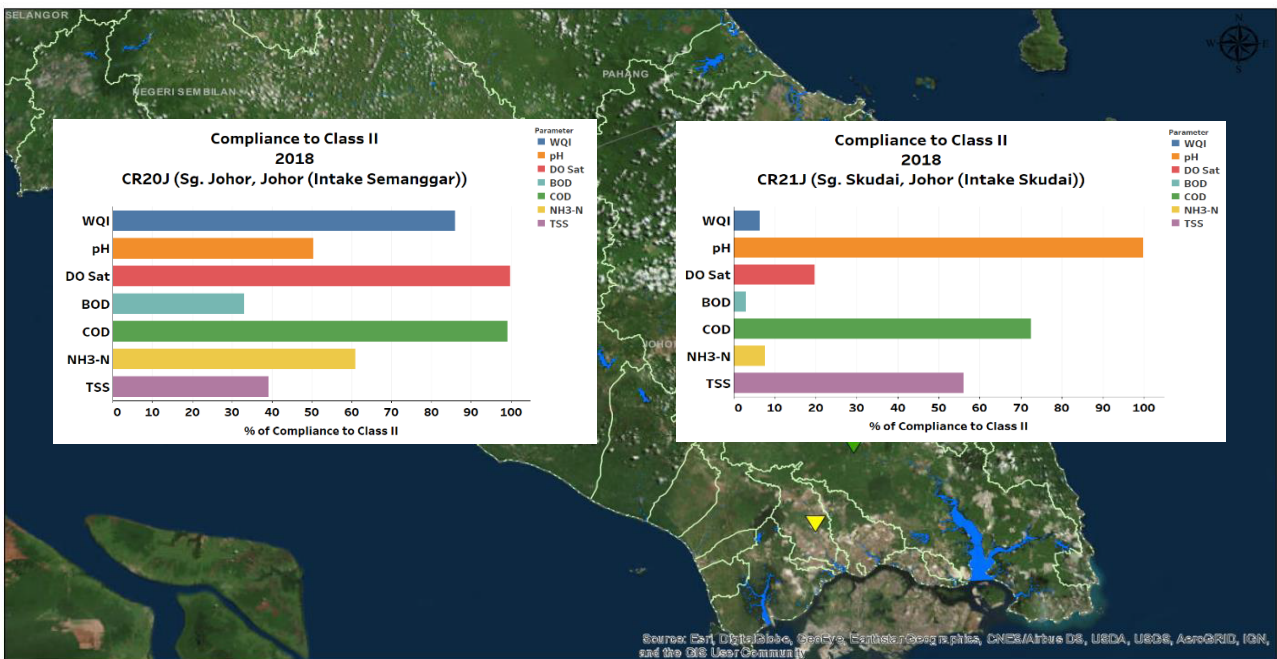 SELANGOR
N
W
E
S
PAHANG
NEGERI SEMBILAN
Compliance to Class II
2018
CR20J (Sg. Johor, Johor (Intake Semanggar))
Parameter
WQI
pH
DO Sat
BOD
COD
NH3-N
TSS
WQI
pH
DO Sat
BOD
COD
NH3-N
TSS
0 10 20 30 40 50 60 70 80 90 100
% of Compliance to Class II
Compliance to Class II
2018
CR21J (Sg. Skudai, Johor (Intake Skudai))
Parameter
WQI
pH
DO Sat
BOD
COD
NH3-N
TSS
WQI
pH
DO Sat
BOD
COD
NH3-N
TSS
0 10 20 30 40 50 60 70 80 90 100
% of Compliance to Class II
Source: Esri, DigitalGlobe, GeoEye, Earthstar Geographics, CNES/Airbus DS, USDA, USGS, AeroGRID, IGN,
and the GIS User Community